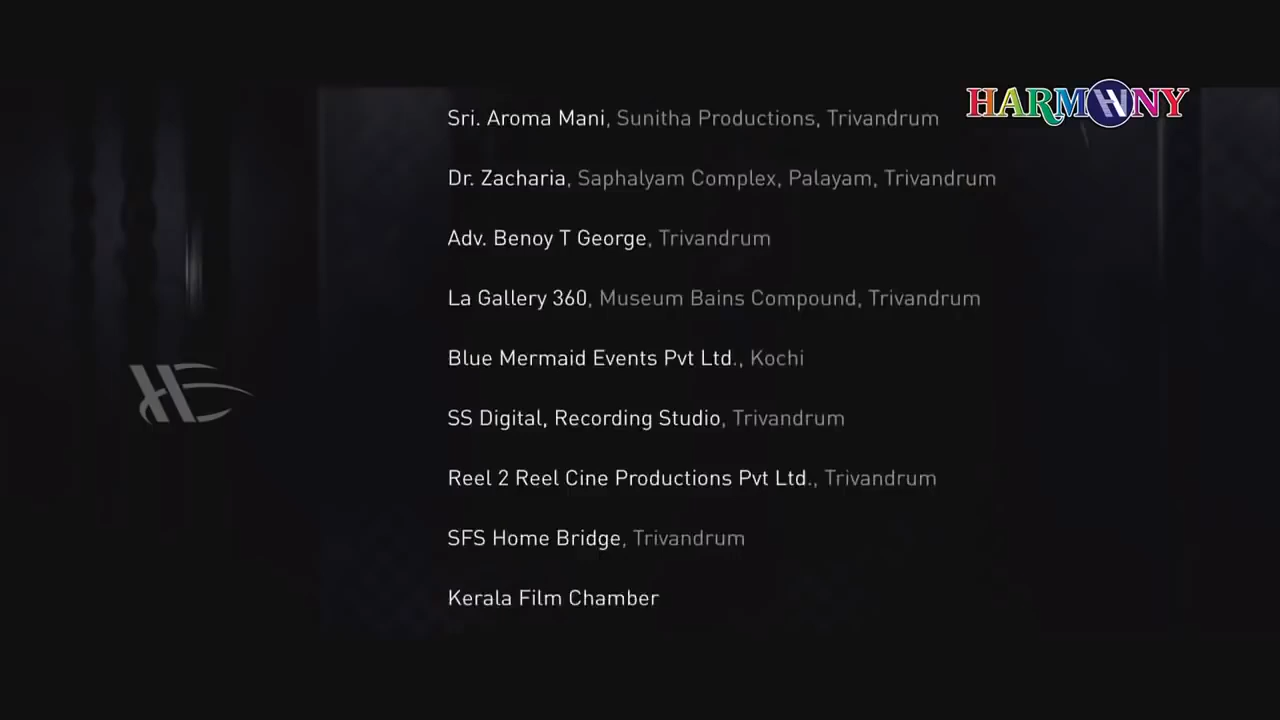 HARMONY
Sri. Aroma Mani, Sunitha Productions, Trivandrum
Dr. Zacharia, Saphalyam Complex, Palayam, Trivandrum
Adv. Benoy T George, Trivandrum
La Gallery 360, Museum Bains Compound, Trivandrum
Blue Mermaid Events Pvt Ltd., Kochi
SS Digital, Recording Studio, Trivandrum
Reel 2 Reel Cine Productions Pvt Ltd., Trivandrum
SFS Home Bridge, Trivandrum
Kerala Film Chamber